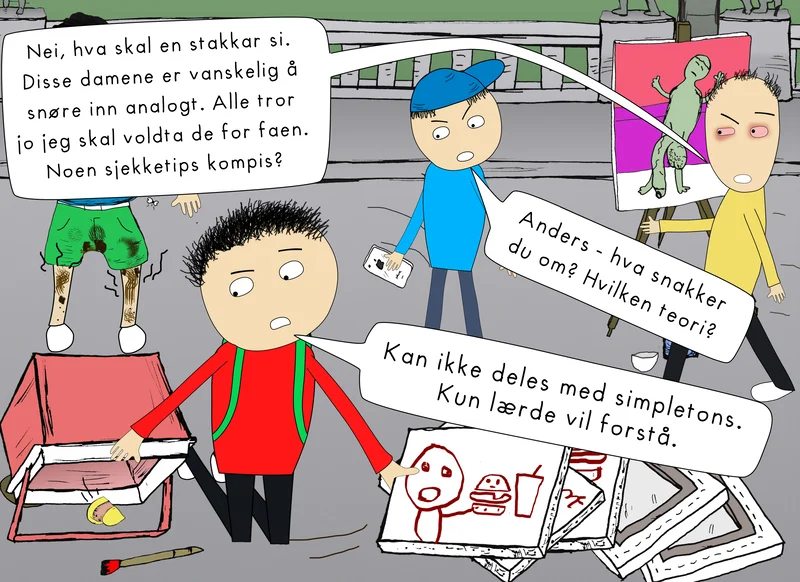 Nei, hva skal en stakkar si.
Disse damene er vanskelig å
snøre inn analogt. Alle tror
jo jeg skal voldta de for faen.
Noen sjekketips kompis?
Anders - hva snakker
du om? Hvilken teori?
Kan ikke deles med simpletons.
Kun lærde vil forstå.